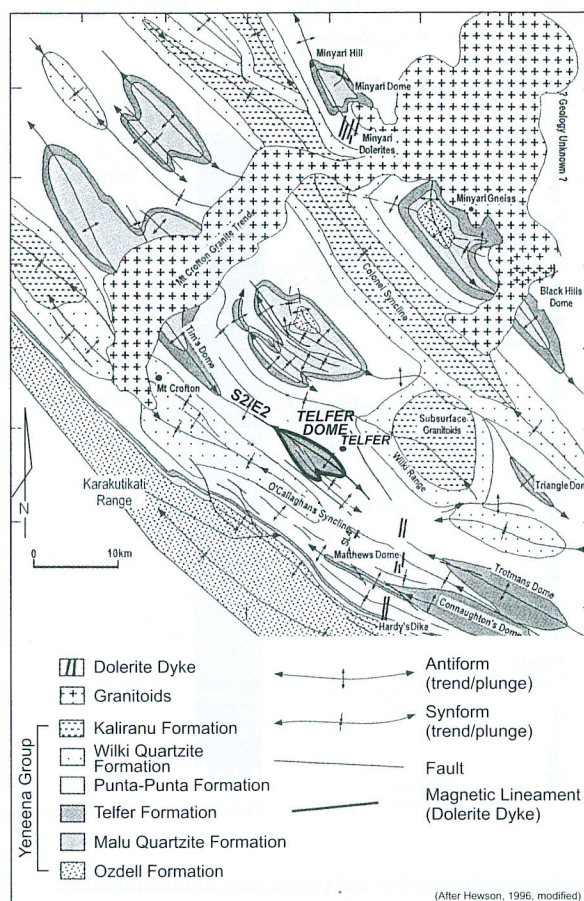 Minyari Hill
Minyari Dome
Minyari
Dolerites
? Geology Unknown ?
Minyari Gneiss
Mt Crofton Granite Trend
Colonel Syncline
Black Hills
Dome
Tim's Dome
Mt Crofton
S2/E2
TELFER
DOME
TELFER
Subsurface
Granitoids
Wilki Range
Karakutikati
Range
Triangle Dome
N
O'Callaghans Syncline
0 10km
Matthews Dome
Trotmans Dome
Connaughton's Dome
Hardy's Dike
Dolerite Dyke
Granitoids
Yeneena Group
Kaliranu Formation
Wilki Quartzite
Formation
Punta-Punta Formation
Telfer Formation
Malu Quartzite Formation
Ozdell Formation
Antiform
(trend/plunge)
Synform
(trend/plunge)
Fault
Magnetic Lineament
(Dolerite Dyke)
(After Hewson, 1996, modified)